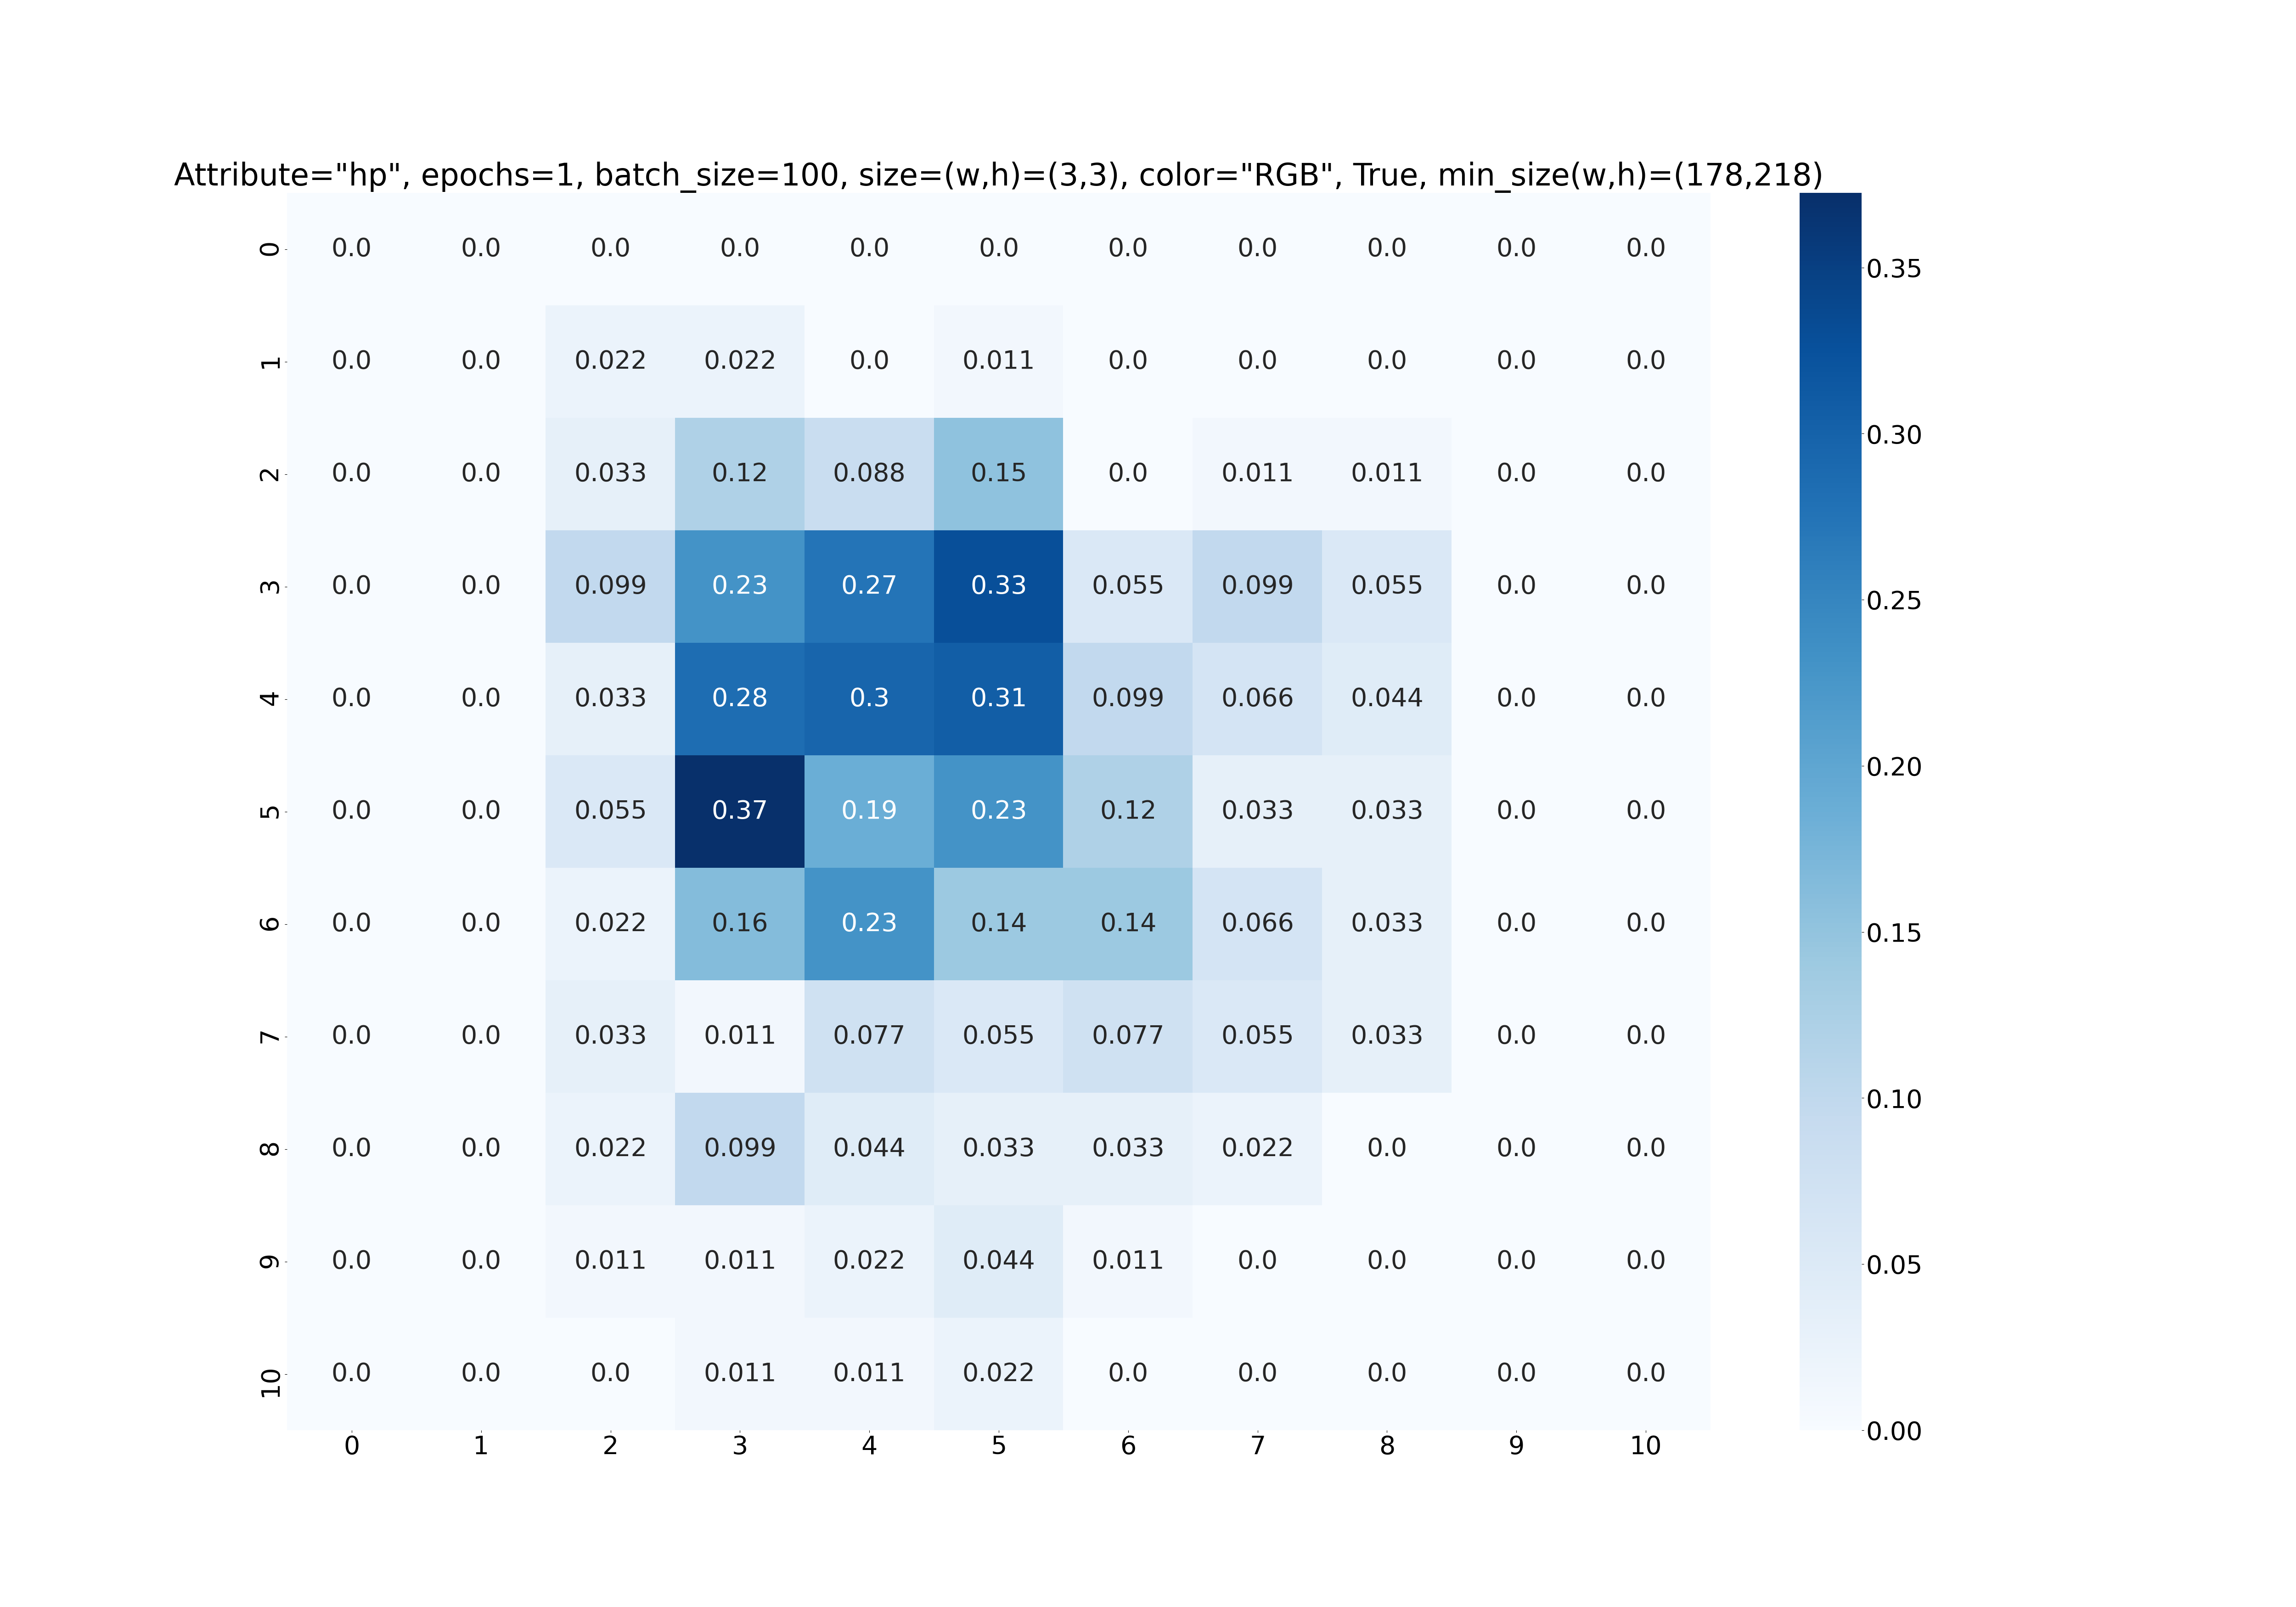 Attribute="hp", epochs=1, batch_size=100, size=(w,h)=(3,3), color="RGB", True, min_size(w,h)=(178,218)
0 0.0 0.0 0.0 0.0 0.0 0.0 0.0 0.0 0.0 0.0 0.0
1 0.0 0.0 0.022 0.022 0.0 0.011 0.0 0.0 0.0 0.0 0.0
2 0.0 0.0 0.033 0.12 0.088 0.15 0.0 0.011 0.011 0.0 0.0
3 0.0 0.0 0.099 0.23 0.27 0.33 0.055 0.099 0.055 0.0 0.0
4 0.0 0.0 0.033 0.28 0.3 0.31 0.099 0.066 0.044 0.0 0.0
5 0.0 0.0 0.055 0.37 0.19 0.23 0.12 0.033 0.033 0.0 0.0
6 0.0 0.0 0.022 0.16 0.23 0.14 0.14 0.066 0.033 0.0 0.0
7 0.0 0.0 0.033 0.011 0.077 0.055 0.077 0.055 0.033 0.0 0.0
8 0.0 0.0 0.022 0.099 0.044 0.033 0.033 0.022 0.0 0.0 0.0
9 0.0 0.0 0.011 0.011 0.022 0.044 0.011 0.0 0.0 0.0 0.0
10 0.0 0.0 0.0 0.011 0.011 0.022 0.0 0.0 0.0 0.0 0.0
0 1 2 3 4 5 6 7 8 9 10
0.35
0.30
0.25
0.20
0.15
0.10
0.05
0.00